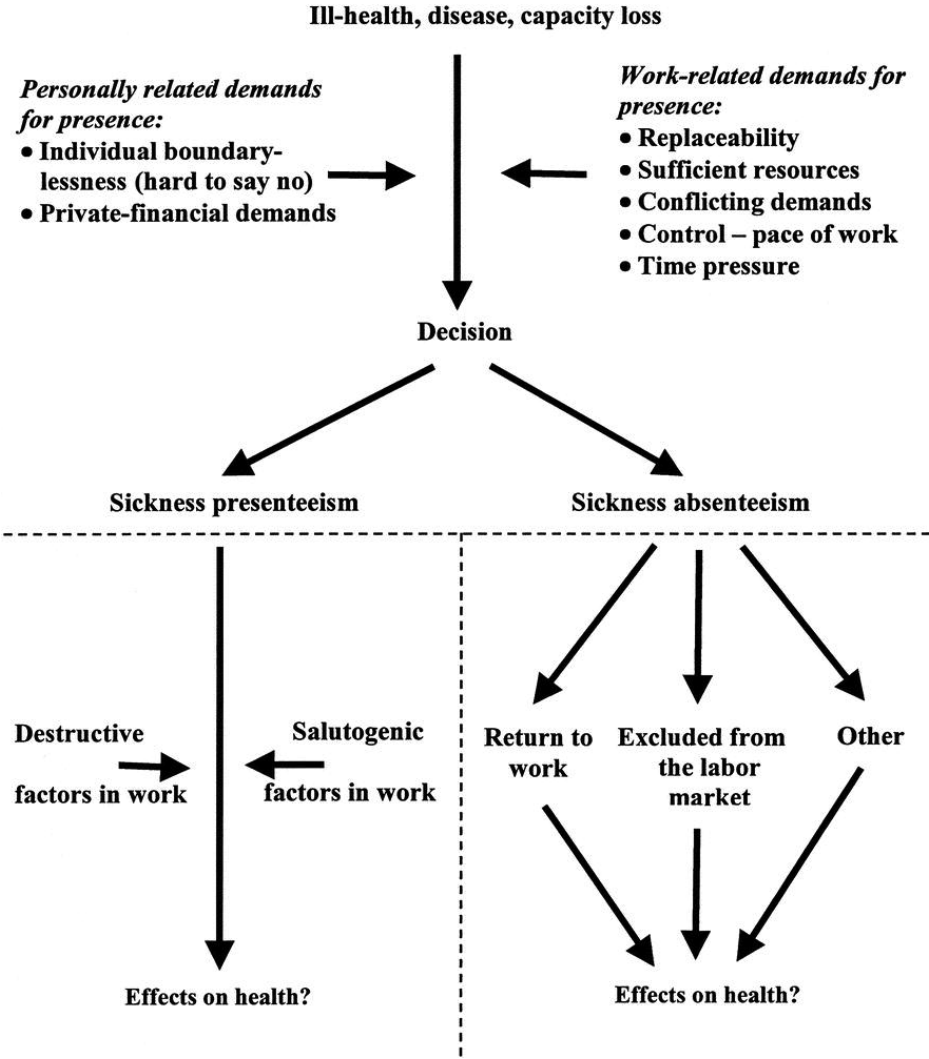 Ill-health, disease, capacity loss
Personally related demands
for presence:
• Individual boundary-
lessness (hard to say no)
• Private-financial demands
Work-related demands for
presence:
• Replaceability
• Sufficient resources
• Conflicting demands
• Control – pace of work
• Time pressure
Decision
Sickness presenteeism
Sickness absenteeism
Destructive
factors in work
Salutogenic
factors in work
Return to
work
Excluded from
the labor
market
Other
Effects on health?
Effects on health?